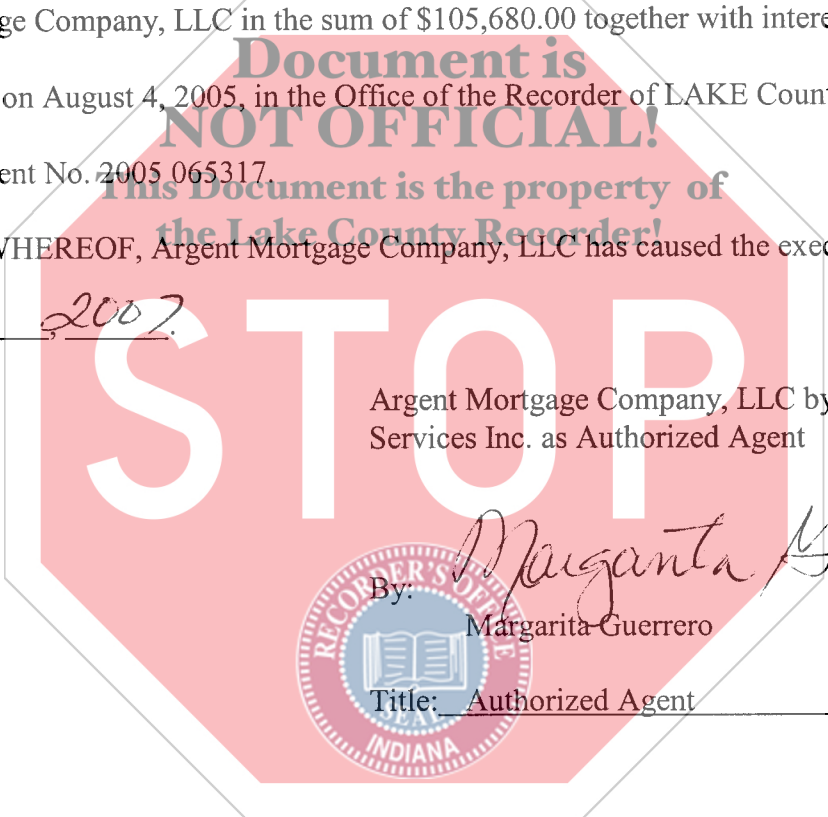 ge Company, LLC in the sum of $105,680.00 together with intere
Document is
on August 4, 2005, in the Office of the Recorder of LAKE Coun
NOT OFFICIAL!
ent No. 2005 065317.
This Document is the property of
the Lake County Recorder!
WHEREOF, Argent Mortgage Company, LLC has caused the exec
, 2007.
STOP
Argent Mortgage Company, LLC by
Services Inc. as Authorized Agent
Margarita G
By:
Margarita Guerrero
Title: Authorized Agent
RECORDER'S OFFICE
SEAL
INDIANA